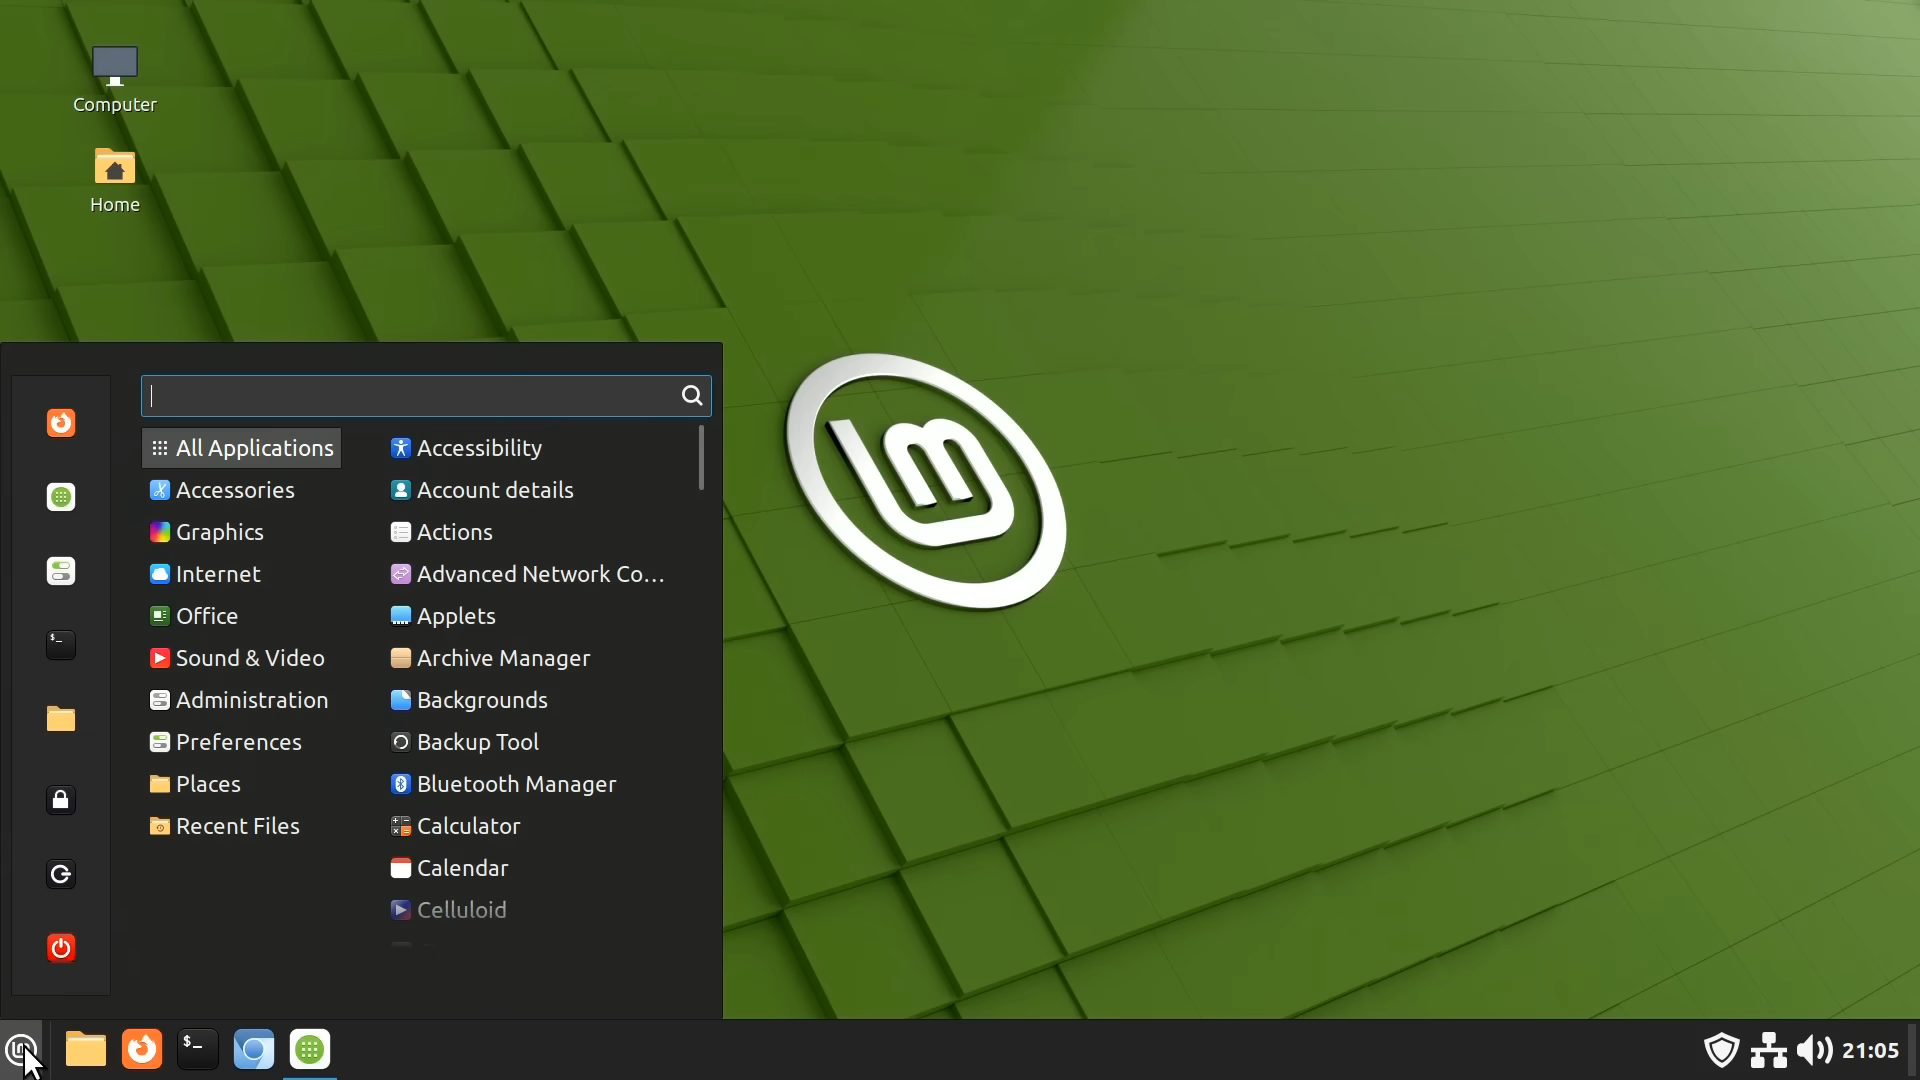 Computer
Home
All Applications
Accessories
Graphics
Internet
Office
Sound & Video
Administration
Preferences
Places
Recent Files
Accessibility
Account details
Actions
Advanced Network Co...
Applets
Archive Manager
Backgrounds
Backup Tool
Bluetooth Manager
Calculator
Calendar
Celluloid
$_
$_
21:05